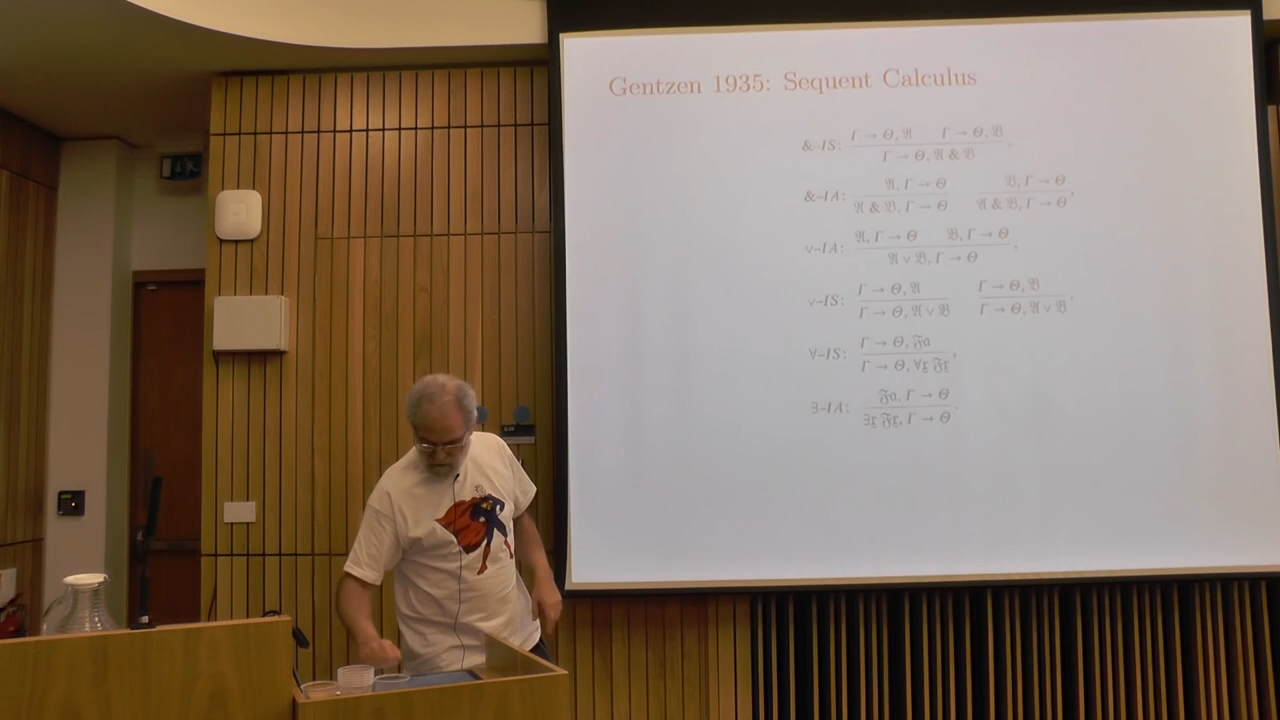 Gentzen 1935: Sequent Calculus
&–IS: Γ → Θ, 𝔄    Γ → Θ, 𝔅
Γ → Θ, 𝔄 & 𝔅 .
&–IA: 𝔄, Γ → Θ    𝔅, Γ → Θ
𝔄 & 𝔅, Γ → Θ    𝔄 & 𝔅, Γ → Θ ,
∨–IA: 𝔄, Γ → Θ    𝔅, Γ → Θ
𝔄 ∨ 𝔅, Γ → Θ ,
∨–IS: Γ → Θ, 𝔄    Γ → Θ, 𝔅
Γ → Θ, 𝔄 ∨ 𝔅    Γ → Θ, 𝔄 ∨ 𝔅 .
∀–IS: Γ → Θ, 𝔉𝔞
Γ → Θ, ∀𝔵 𝔉𝔵 ,
∃–IA: 𝔉𝔞, Γ → Θ
∃𝔵 𝔉𝔵, Γ → Θ .